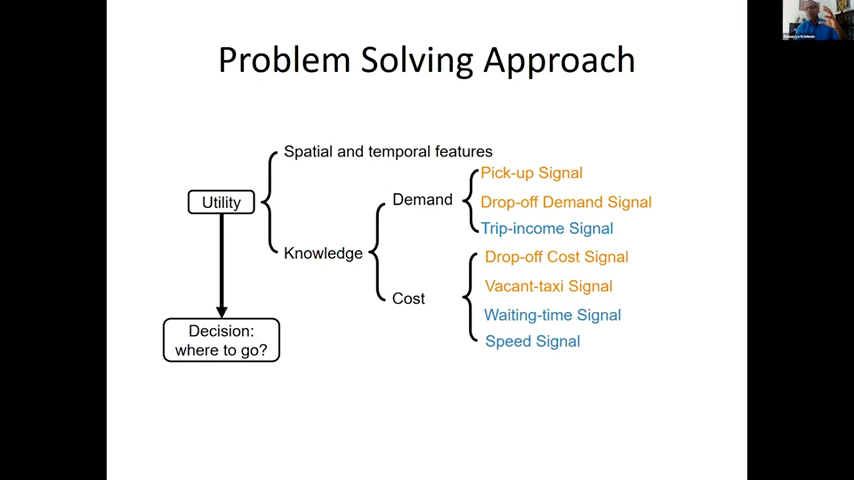 Problem Solving Approach
Spatial and temporal features
Pick-up Signal
Demand
Drop-off Demand Signal
Utility
Trip-income Signal
Knowledge
Drop-off Cost Signal
Vacant-taxi Signal
Cost
Waiting-time Signal
Speed Signal
Decision:
where to go?